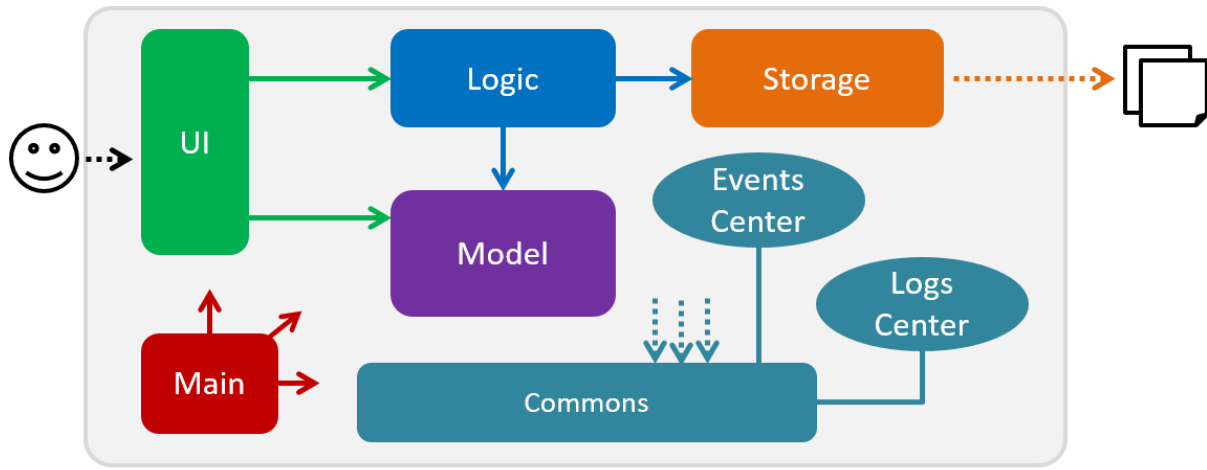 UI
Logic
Storage
Model
Events
Center
Logs
Center
Main
Commons